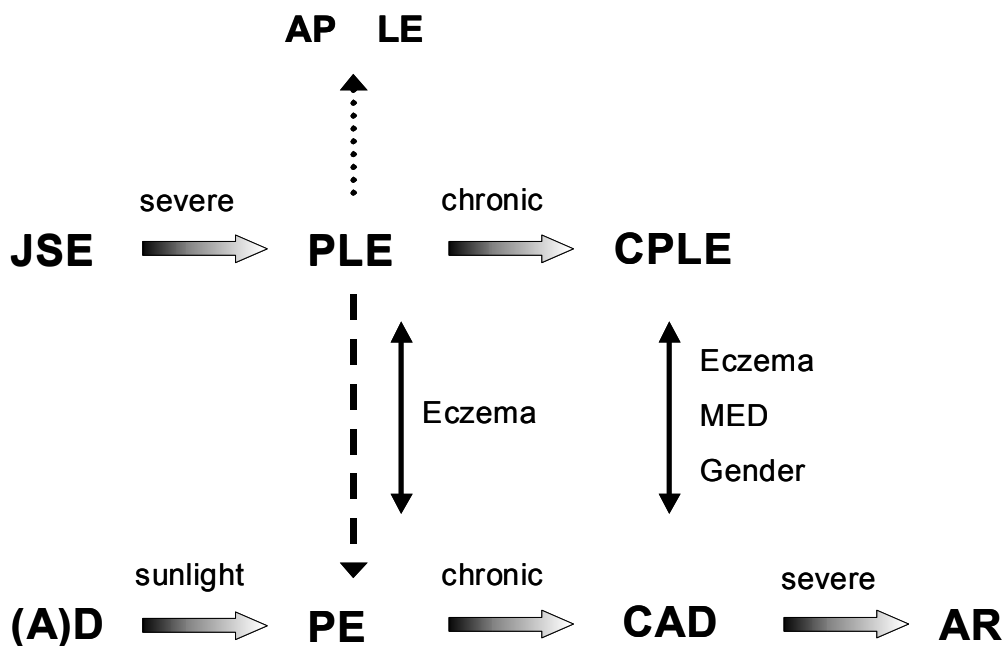 AP LE
severe chronic
JSE PLE CPLE
Eczema
Eczema MED
Gender
sunlight chronic severe
(A)D PE CAD AR